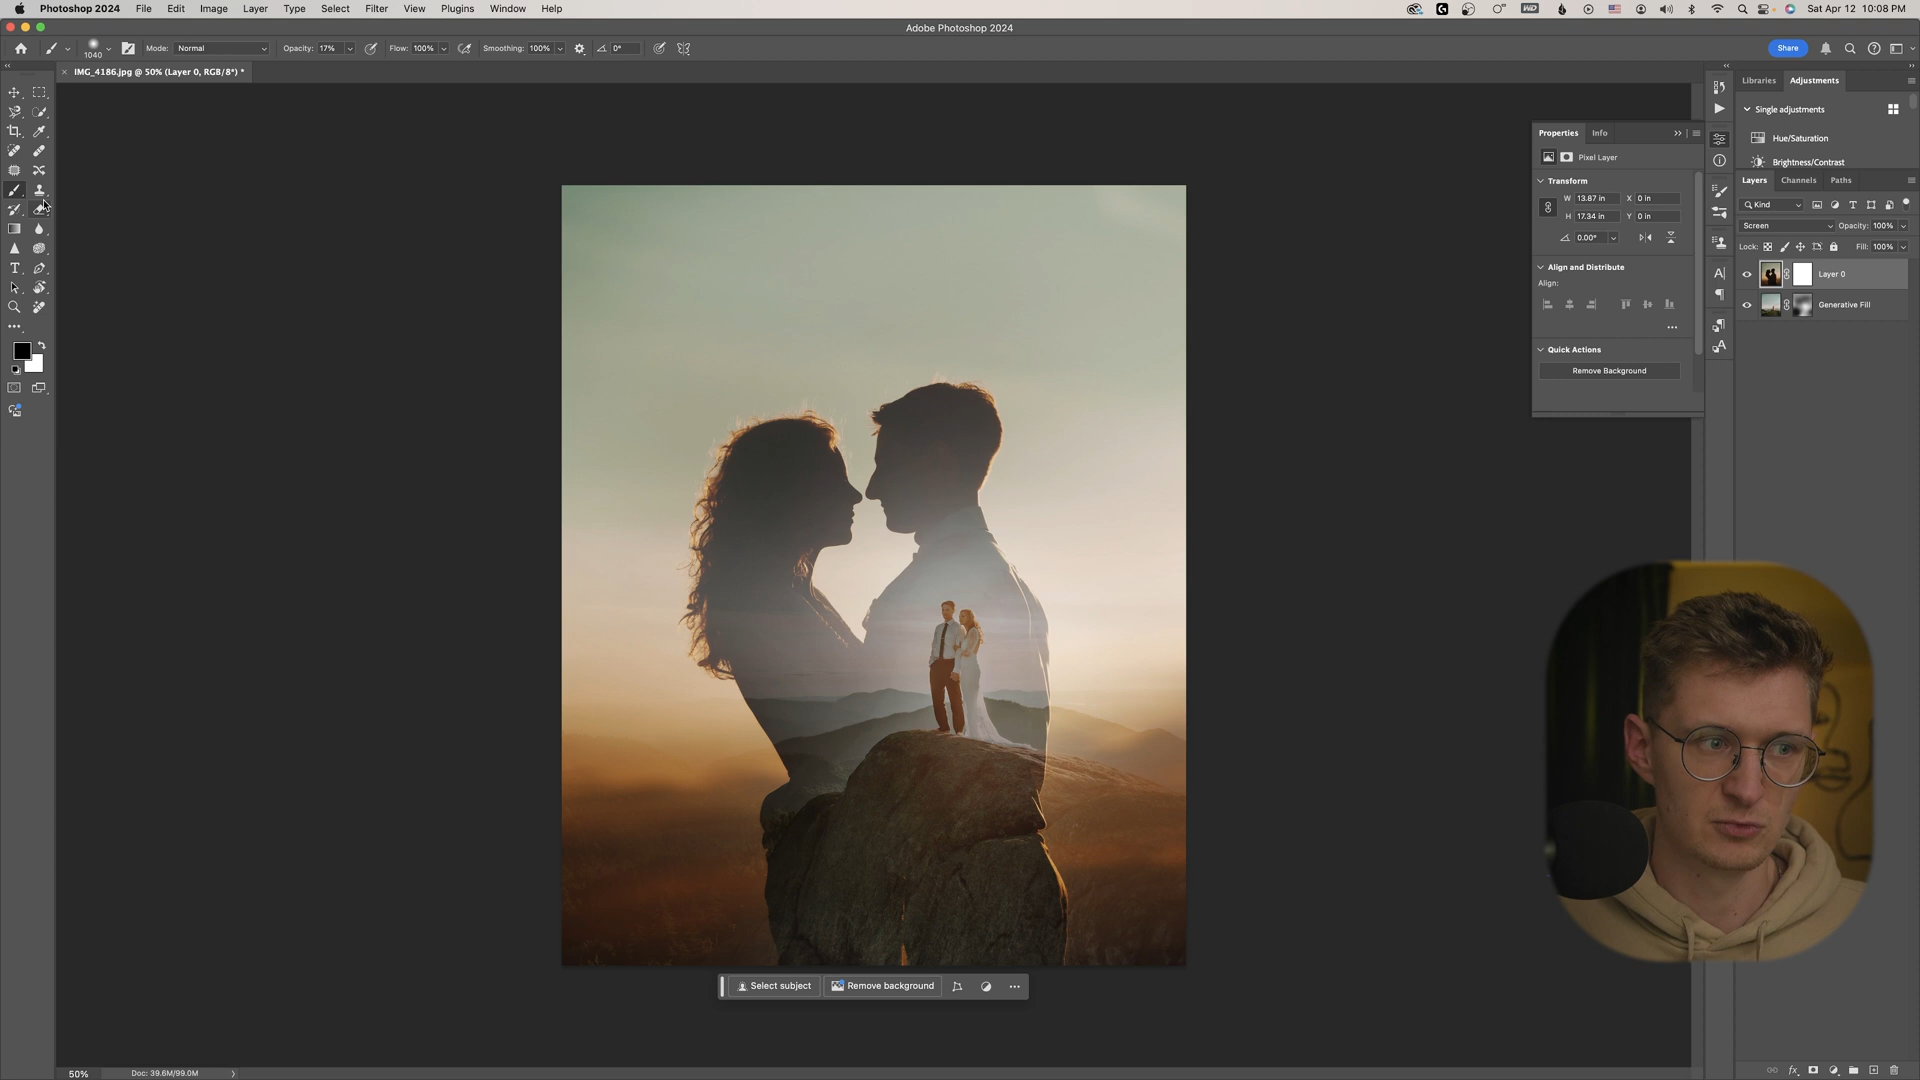 Photoshop 2024 File Edit Image Layer Type Select Filter View Plugins Window Help Sat Apr 12 10:08 PM
Adobe Photoshop 2024
1040 Mode: Normal Opacity: 17% Flow: 100% Smoothing: 100% 0° Share
IMG_4186.jpg @ 50% (Layer 0, RGB/8*) *
Libraries Adjustments
Single adjustments
Hue/Saturation
Brightness/Contrast
Properties Info
Pixel Layer
Transform
W 13.87 in X 0 in
H 17.34 in Y 0 in
0.00°
Align and Distribute
Align:
Quick Actions
Remove Background
Layers Channels Paths
Kind
Screen Opacity: 100%
Lock: Fill: 100%
Layer 0
Generative Fill
Select subject Remove background
50% Doc: 39.6M/99.0M